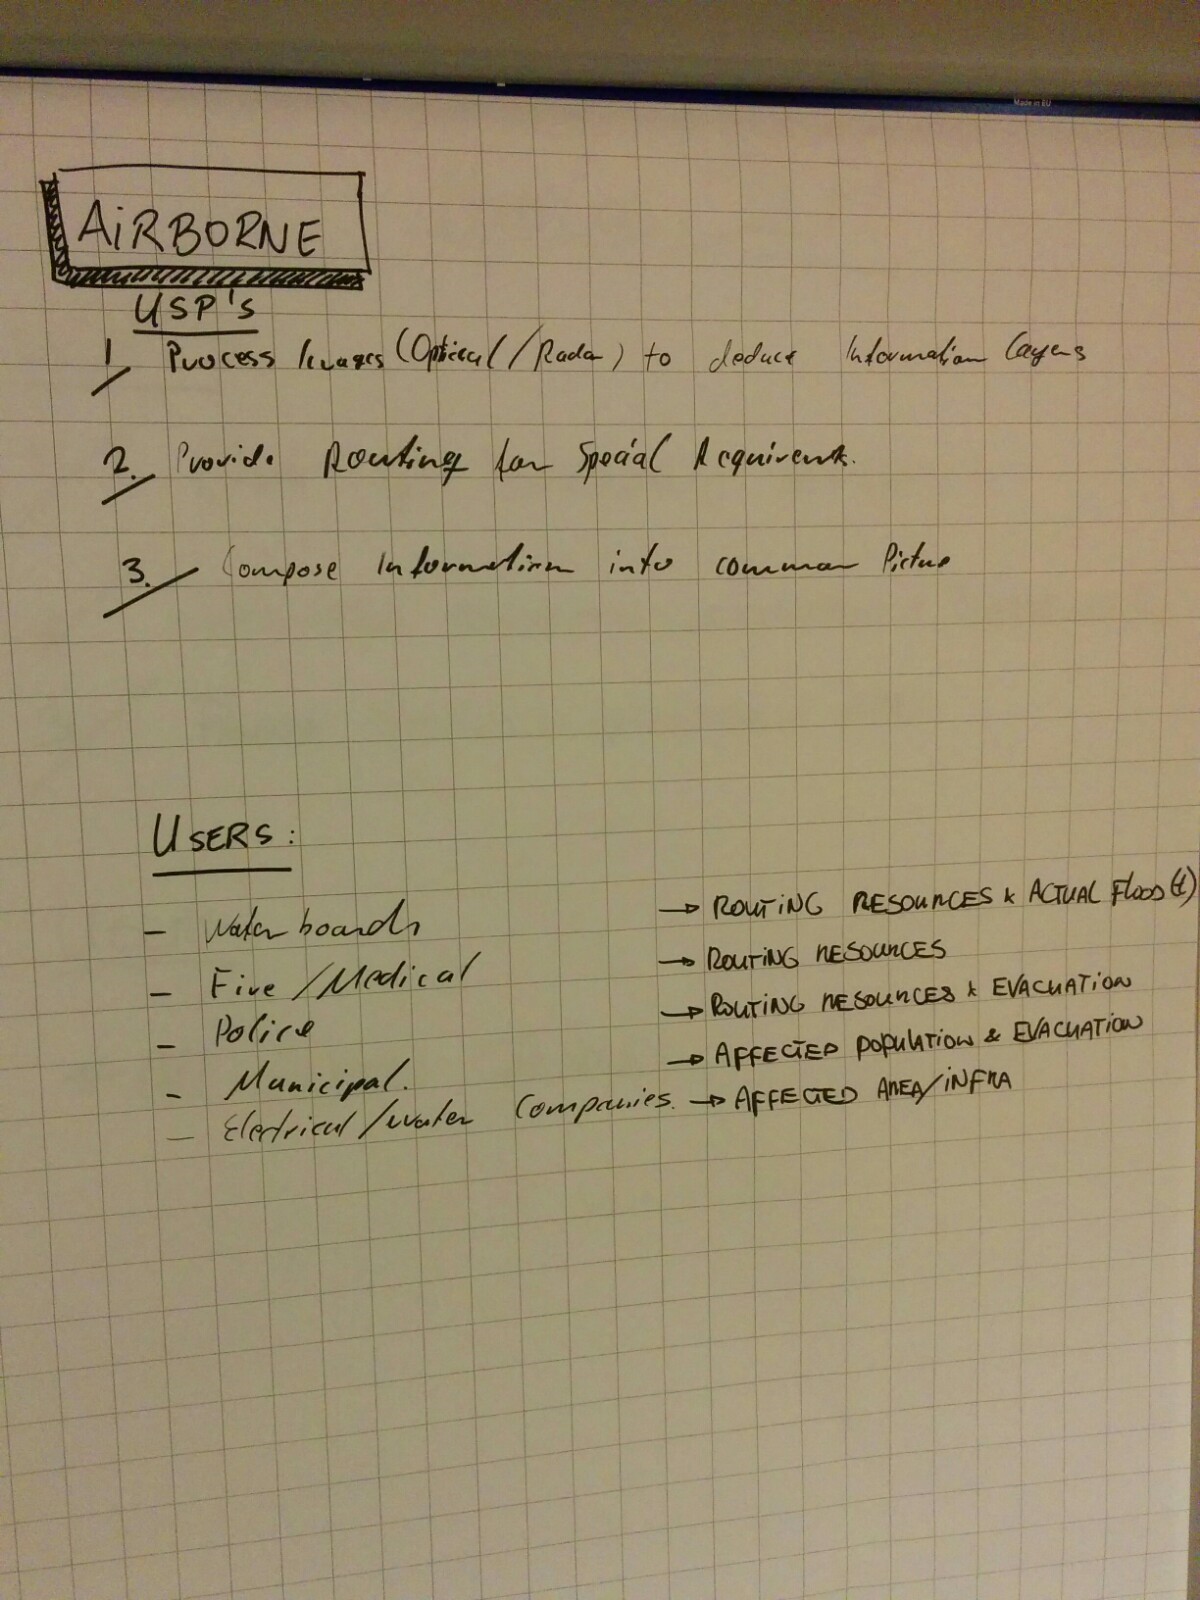 Made in EU
AiRBORNE
USP's
1 Process Images (Optical/Radar) to deduce Information Layers
2. Provide Routing for Special Requirements.
3. Compose Information into common Picture
USERS:
- Waterboards → ROUTiNG RESOURCES & ACTUAL FLOOD (t)
- Fire/Medical → ROUTiNG RESOURCES
- Police → ROUTiNG RESOURCES & EVACUATiON
- Municipal. → AFFECTED POPULATiON & EVACUATiON
- Electrical/water Companies. → AFFECTED AREA/iNFRA